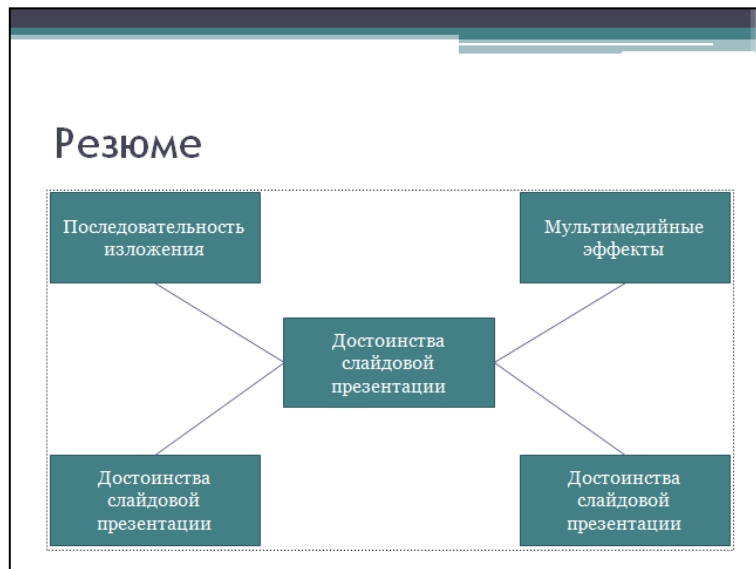 Резюме
Последовательность
изложения
Мультимедийные
эффекты
Достоинства
слайдовой
презентации
Достоинства
слайдовой
презентации
Достоинства
слайдовой
презентации